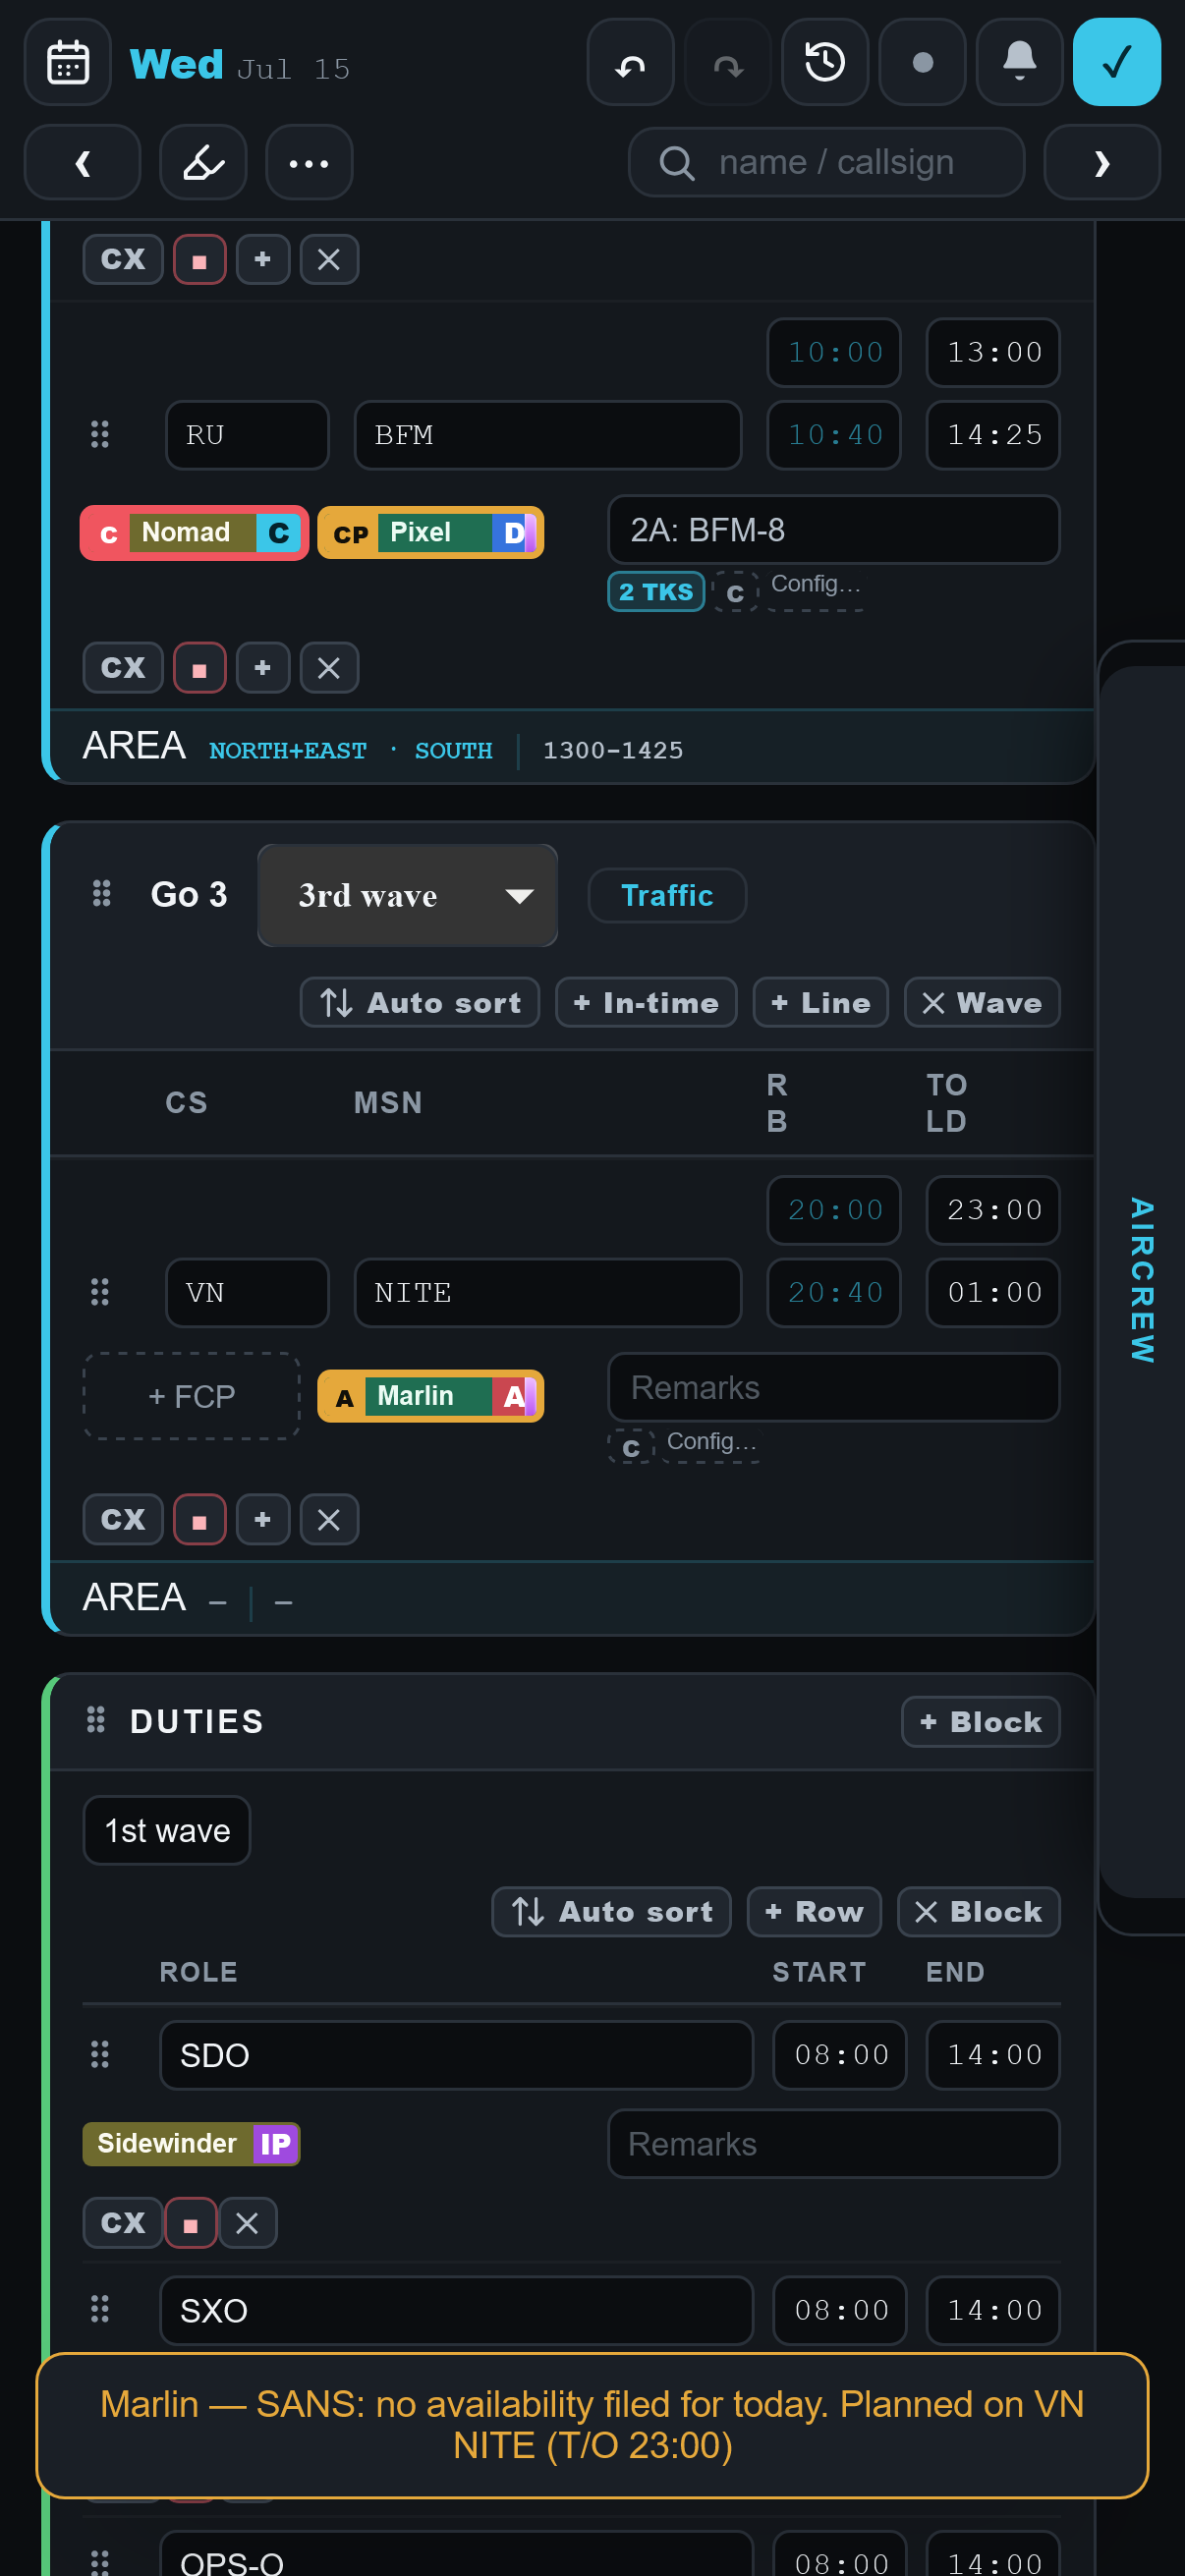 Wed Jul 15
name / callsign
CX + ×
10:00 13:00
RU BFM 10:40 14:25
C Nomad C CP Pixel D 2A: BFM-8
2 TKS C Config...
CX + ×
AREA NORTH+EAST · SOUTH | 1300-1425
Go 3 3rd wave Traffic
Auto sort + In-time + Line × Wave
CS MSN R TO
B LD
20:00 23:00
VN NITE 20:40 01:00
+ FCP A Marlin A Remarks
C Config...
CX + ×
AREA – | –
AIRCREW
DUTIES + Block
1st wave
Auto sort + Row × Block
ROLE START END
SDO 08:00 14:00
Sidewinder IP Remarks
CX ×
SXO 08:00 14:00
Marlin — SANS: no availability filed for today. Planned on VN
NITE (T/O 23:00)
OPS-O 08:00 14:00